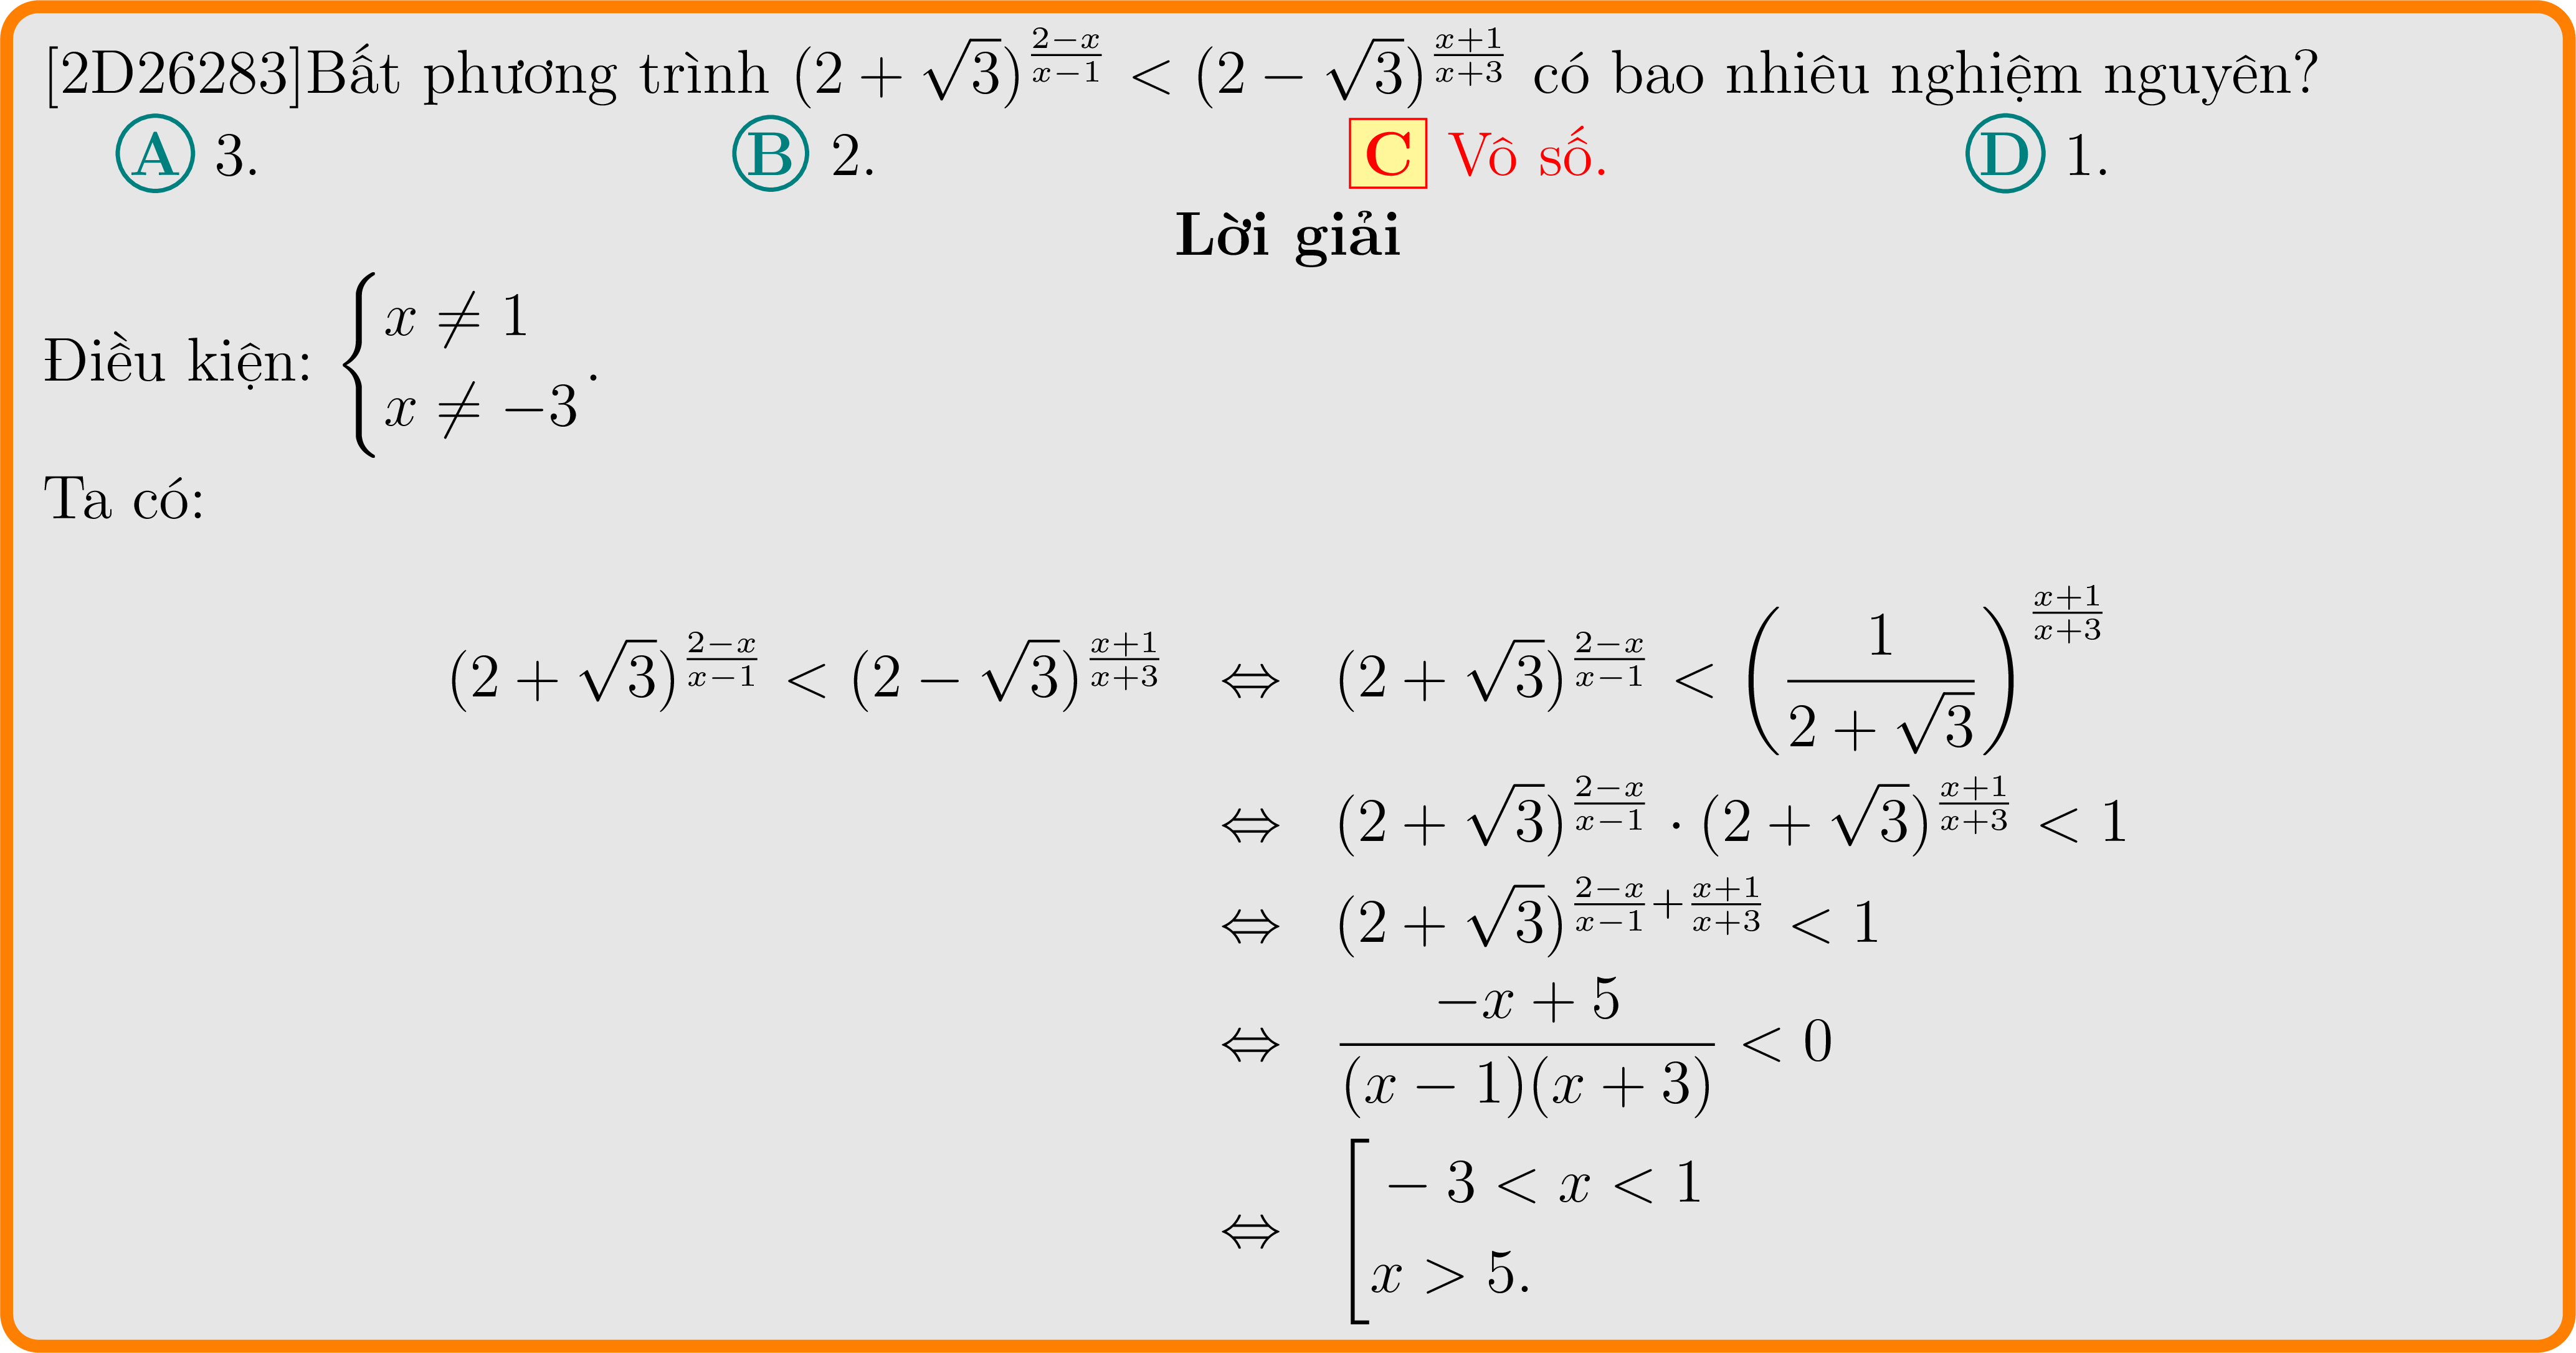 [2D26283]Bất phương trình $(2+\sqrt{3})^{\frac{2-x}{x-1}} < (2-\sqrt{3})^{\frac{x+1}{x+3}}$ có bao nhiêu nghiệm nguyên?
A 3. B 2. C Vô số. D 1.
Lời giải
Điều kiện: $\begin{cases} x \neq 1 \\ x \neq -3 \end{cases}$.
Ta có:
$(2+\sqrt{3})^{\frac{2-x}{x-1}} < (2-\sqrt{3})^{\frac{x+1}{x+3}} \Leftrightarrow (2+\sqrt{3})^{\frac{2-x}{x-1}} < \left(\frac{1}{2+\sqrt{3}}\right)^{\frac{x+1}{x+3}}$
$\Leftrightarrow (2+\sqrt{3})^{\frac{2-x}{x-1}} \cdot (2+\sqrt{3})^{\frac{x+1}{x+3}} < 1$
$\Leftrightarrow (2+\sqrt{3})^{\frac{2-x}{x-1}+\frac{x+1}{x+3}} < 1$
$\Leftrightarrow \frac{-x+5}{(x-1)(x+3)} < 0$
$\Leftrightarrow \left[\begin{array}{l} -3 < x < 1 \\ x > 5. \end{array}\right.$